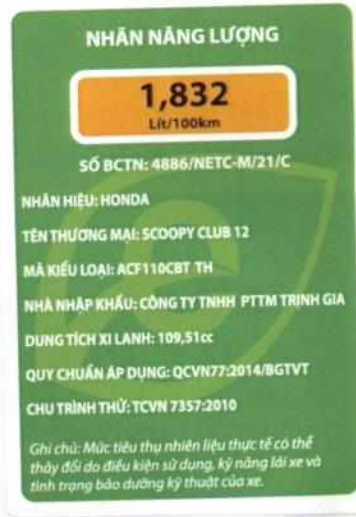 NHÃN NĂNG LƯỢNG
1,832
Lít/100km
SỐ BCTN: 4886/NETC-M/21/C
NHÃN HIỆU: HONDA
TÊN THƯƠNG MẠI: SCOOPY CLUB 12
MÃ KIỂU LOẠI: ACF110CBT TH
NHÀ NHẬP KHẨU: CÔNG TY TNHH PTTM TRỊNH GIA
DUNG TÍCH XI LANH: 109,51cc
QUY CHUẨN ÁP DỤNG: QCVN77:2014/BGTVT
CHU TRÌNH THỬ: TCVN 7357:2010
Ghi chú: Mức tiêu thụ nhiên liệu thực tế có thể
thay đổi do điều kiện sử dụng, kỹ năng lái xe và
tình trạng bảo dưỡng kỹ thuật của xe.